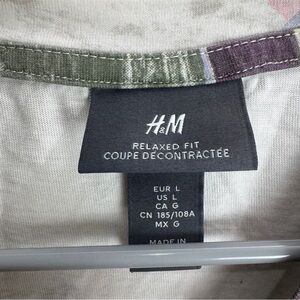 H&M
RELAXED FIT
COUPE DÉCONTRACTÉE
EUR L
US L
CA G
CN 185/108A
MX G
MADE IN